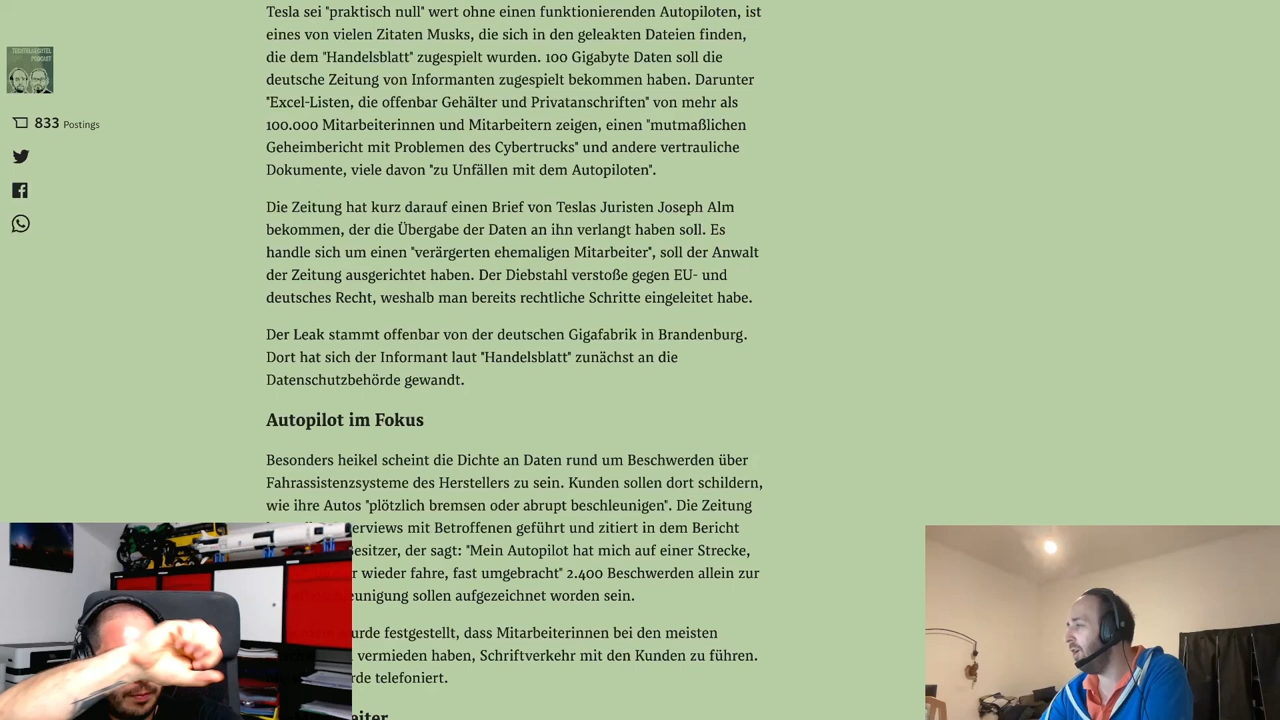 Tesla sei "praktisch null" wert ohne einen funktionierenden Autopiloten, ist
eines von vielen Zitaten Musks, die sich in den geleakten Dateien finden,
die dem "Handelsblatt" zugespielt wurden. 100 Gigabyte Daten soll die
deutsche Zeitung von Informanten zugespielt bekommen haben. Darunter
"Excel-Listen, die offenbar Gehälter und Privatanschriften" von mehr als
100.000 Mitarbeiterinnen und Mitarbeitern zeigen, einen "mutmaßlichen
Geheimbericht mit Problemen des Cybertrucks" und andere vertrauliche
Dokumente, viele davon "zu Unfällen mit dem Autopiloten".
PODCAST
833 Postings
Die Zeitung hat kurz darauf einen Brief von Teslas Juristen Joseph Alm
bekommen, der die Übergabe der Daten an ihn verlangt haben soll. Es
handle sich um einen "verärgerten ehemaligen Mitarbeiter", soll der Anwalt
der Zeitung ausgerichtet haben. Der Diebstahl verstoße gegen EU- und
deutsches Recht, weshalb man bereits rechtliche Schritte eingeleitet habe.
Der Leak stammt offenbar von der deutschen Gigafabrik in Brandenburg.
Dort hat sich der Informant laut "Handelsblatt" zunächst an die
Datenschutzbehörde gewandt.
Autopilot im Fokus
Besonders heikel scheint die Dichte an Daten rund um Beschwerden über
Fahrassistenzsysteme des Herstellers zu sein. Kunden sollen dort schildern,
wie ihre Autos "plötzlich bremsen oder abrupt beschleunigen". Die Zeitung
mit Betroffenen geführt und zitiert in dem Bericht
der sagt: "Mein Autopilot hat mich auf einer Strecke,
wieder fahre, fast umgebracht" 2.400 Beschwerden allein zur
sollen aufgezeichnet worden sein.
festgestellt, dass Mitarbeiterinnen bei den meisten
vermieden haben, Schriftverkehr mit den Kunden zu führen.
telefoniert.